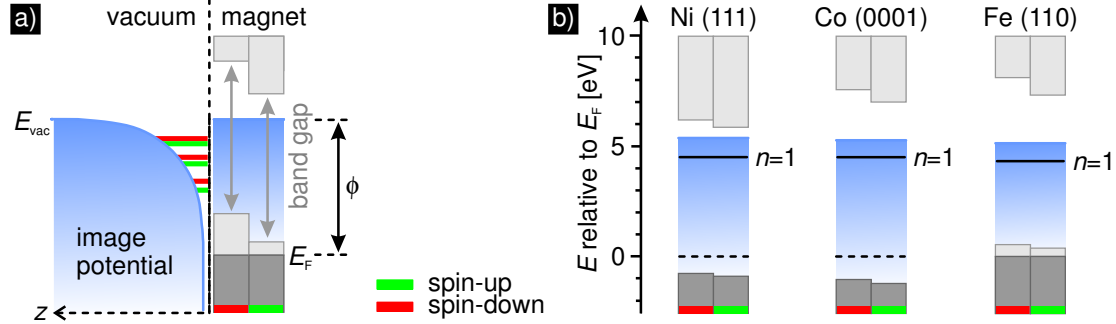 a)
vacuum
magnet
E_vac
band gap
ϕ
image
potential
E_F
z
spin-up
spin-down
b)
Ni (111)
Co (0001)
Fe (110)
E relative to E_F [eV]
10
5
0
n=1
n=1
n=1